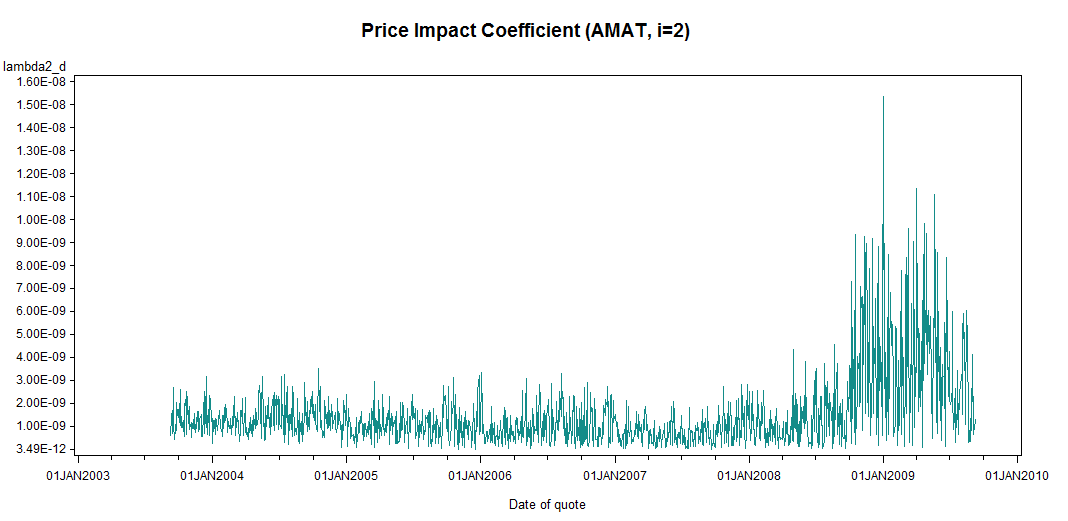 Price Impact Coefficient (AMAT, i=2)
lambda2_d
1.60E-08
1.50E-08
1.40E-08
1.30E-08
1.20E-08
1.10E-08
1.00E-08
9.00E-09
8.00E-09
7.00E-09
6.00E-09
5.00E-09
4.00E-09
3.00E-09
2.00E-09
1.00E-09
3.49E-12
01JAN2003 01JAN2004 01JAN2005 01JAN2006 01JAN2007 01JAN2008 01JAN2009 01JAN2010
Date of quote